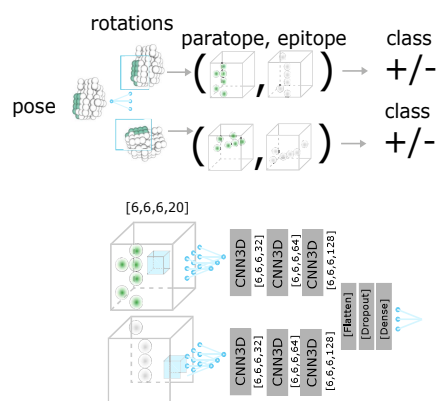 rotations
paratope, epitope
class
( , )
+/-
pose
class
( , )
+/-
[6,6,6,20]
CNN3D
[6,6,6,32]
CNN3D
[6,6,6,64]
CNN3D
[6,6,6,128]
[Flatten]
[Dropout]
[Dense]
CNN3D
[6,6,6,32]
CNN3D
[6,6,6,64]
CNN3D
[6,6,6,128]